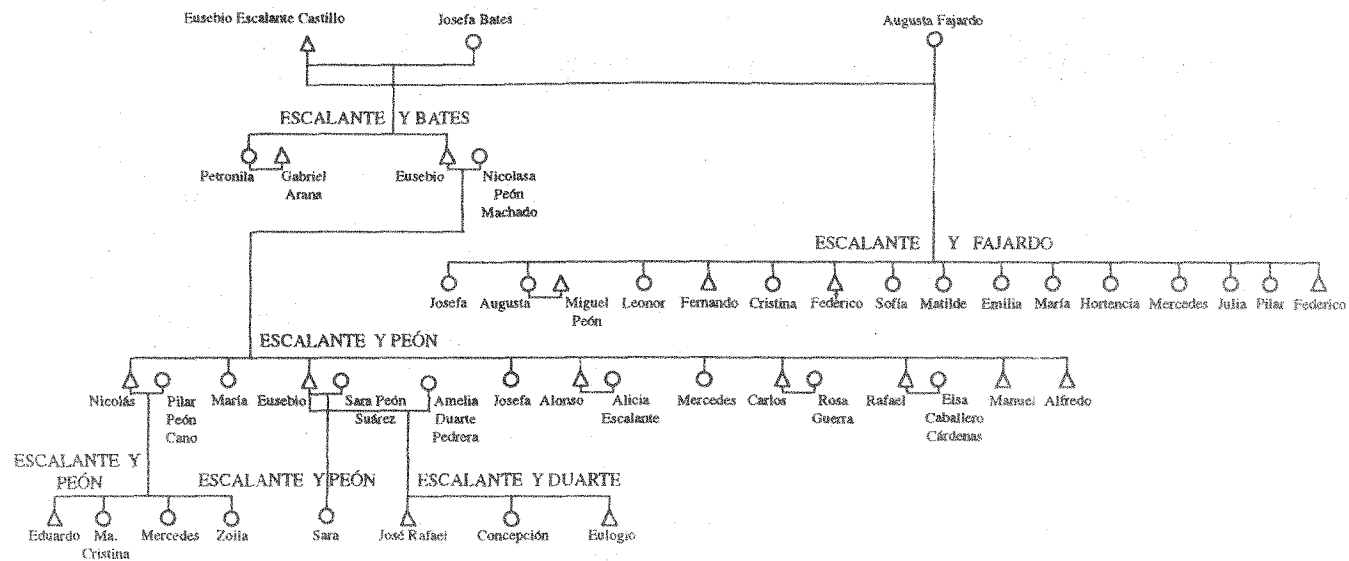 Eusebio Escalante Castillo
Josefa Bates
Augusta Fajardo
ESCALANTE Y BATES
Petronila
Gabriel
Arana
Eusebio
Nicolasa
Peón
Machado
ESCALANTE Y FAJARDO
Josefa
Augusta
Miguel
Peón
Leonor
Fernando
Cristina
Federico
Sofía
Matilde
Emilia
María
Hortencia
Mercedes
Julia
Pilar
Federico
ESCALANTE Y PEÓN
Nicolás
Pilar
Peón
Cano
María
Eusebio
Sara Peón
Suárez
Amelia
Duarte
Pedrera
Josefa
Alonso
Alicia
Escalante
Mercedes
Carlos
Rosa
Guerra
Rafael
Elsa
Caballero
Cárdenas
Manuel
Alfredo
ESCALANTE Y
PEÓN
ESCALANTE Y PEÓN
ESCALANTE Y DUARTE
Eduardo
Ma.
Cristina
Mercedes
Zoila
Sara
José Rafael
Concepción
Eulogio